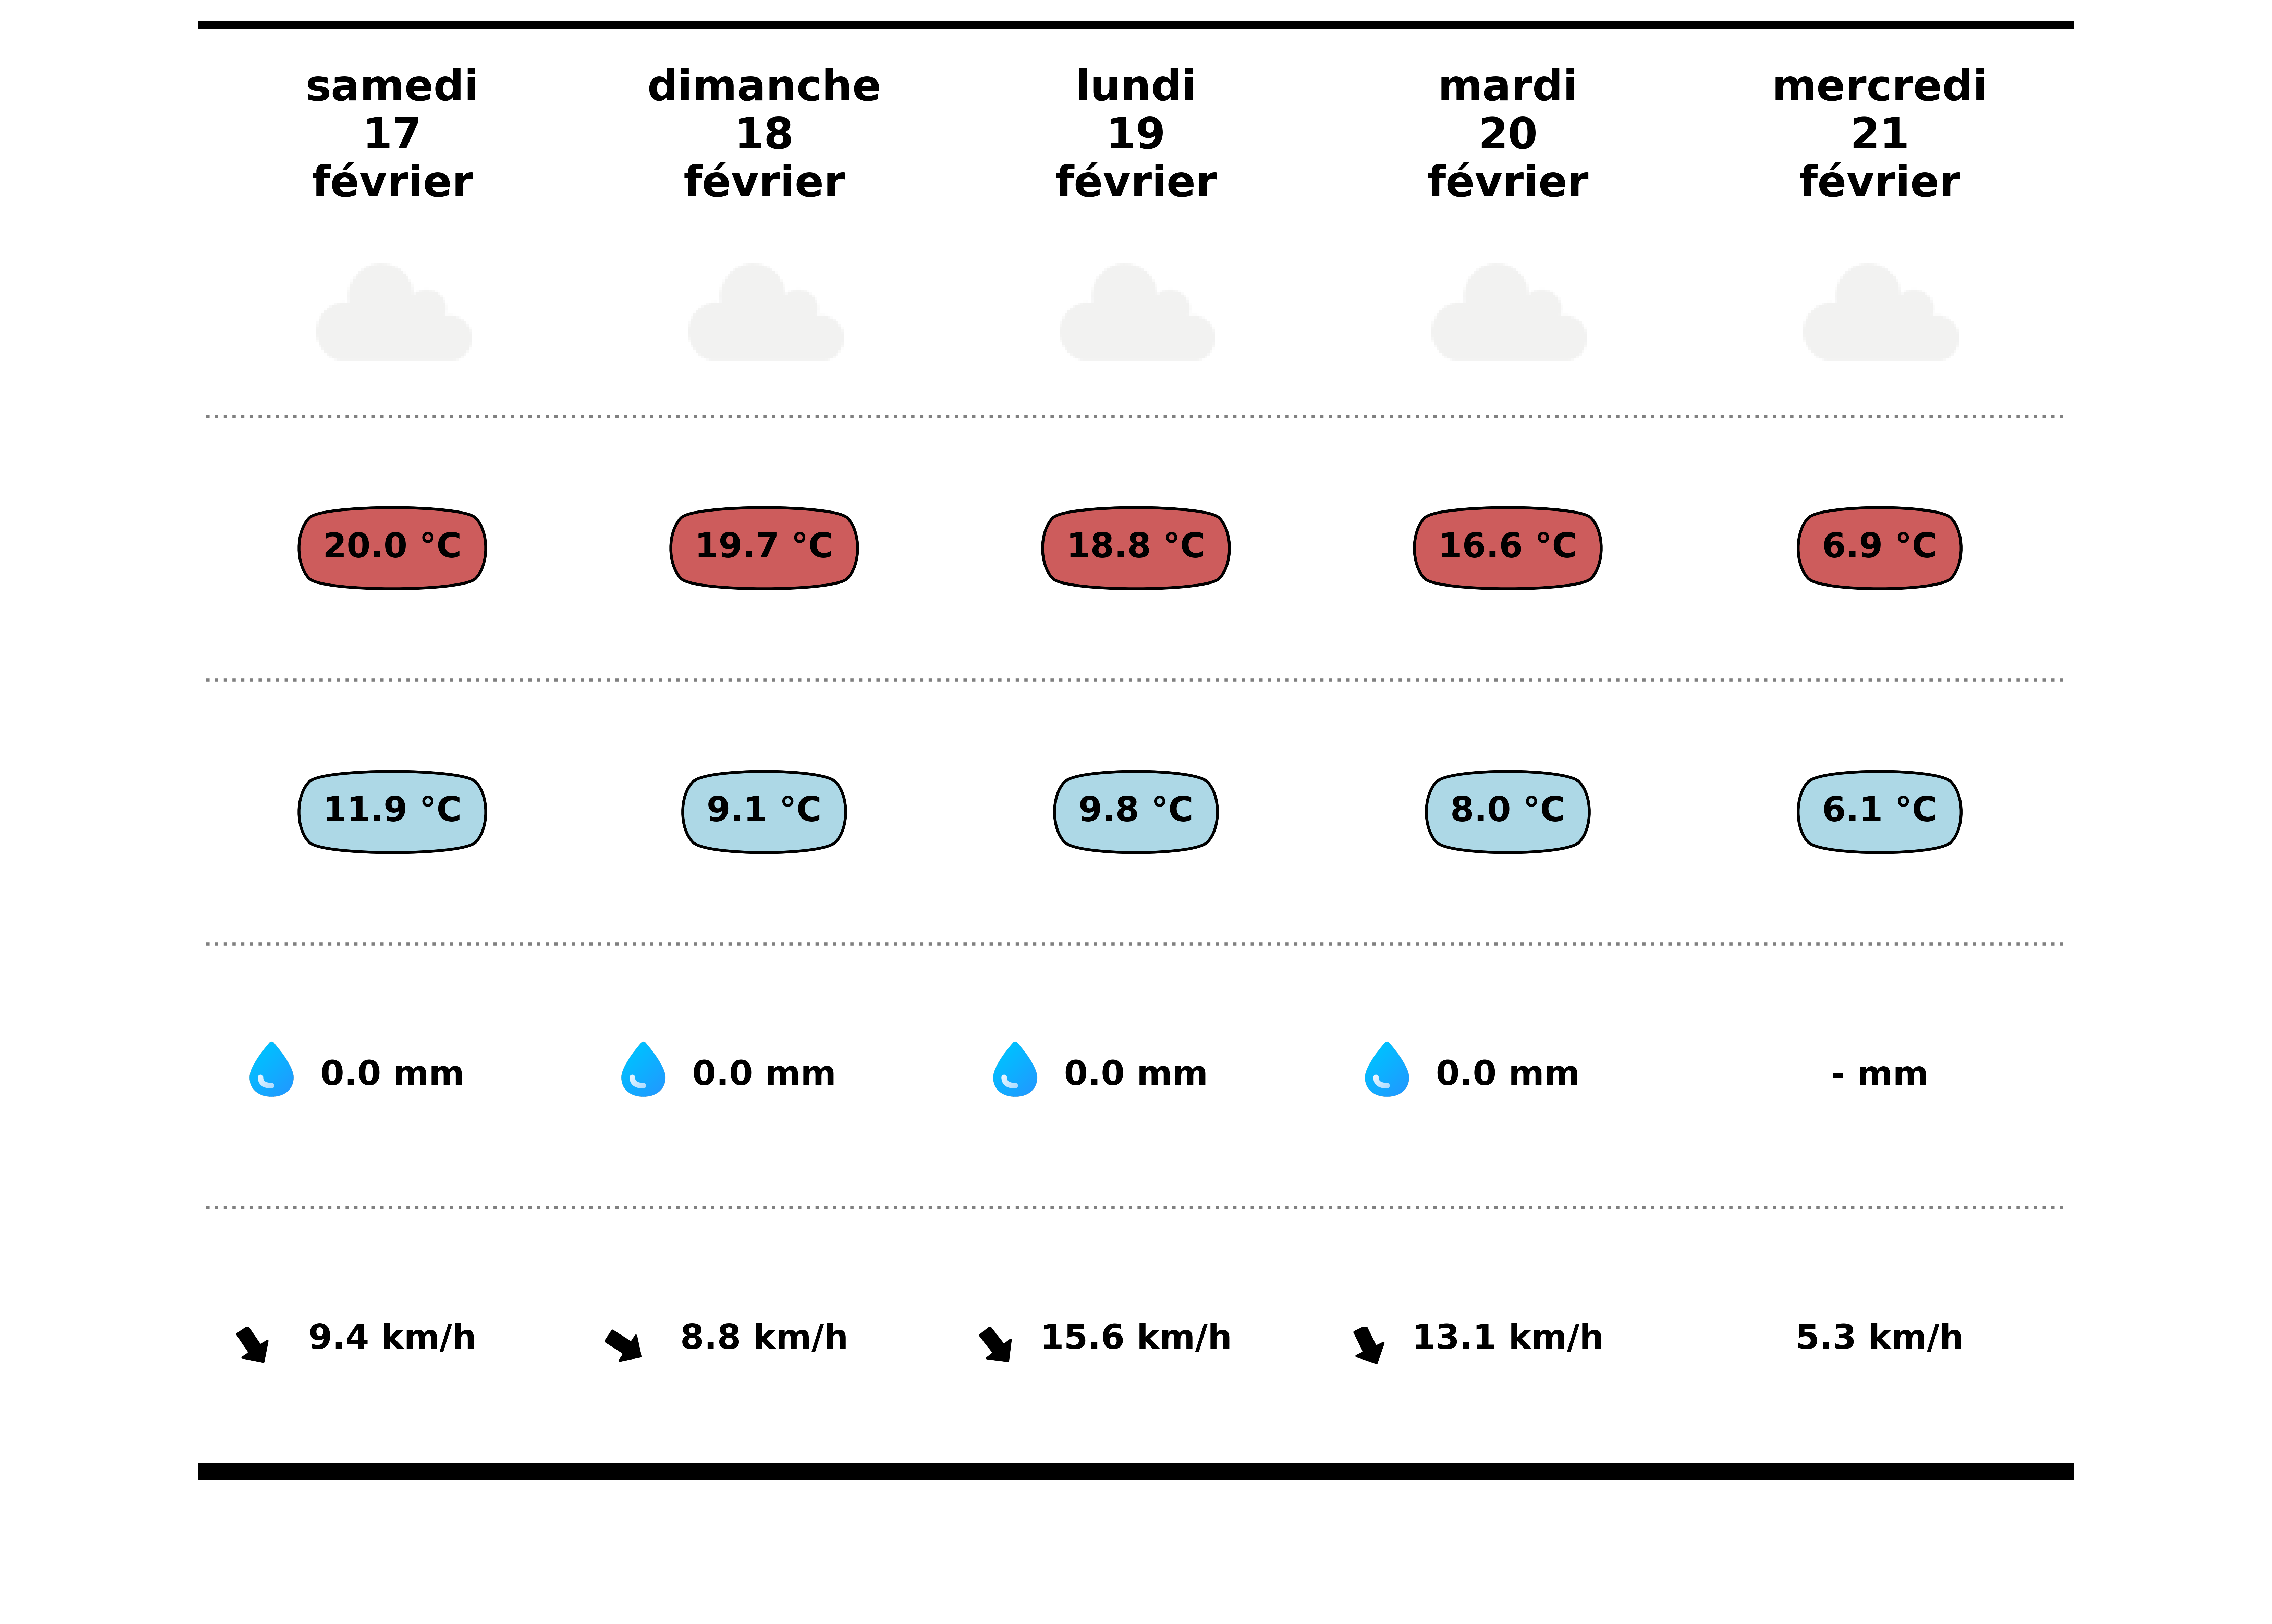 samedi
17
février
dimanche
18
février
lundi
19
février
mardi
20
février
mercredi
21
février
20.0 °C
19.7 °C
18.8 °C
16.6 °C
6.9 °C
11.9 °C
9.1 °C
9.8 °C
8.0 °C
6.1 °C
0.0 mm
0.0 mm
0.0 mm
0.0 mm
- mm
9.4 km/h
8.8 km/h
15.6 km/h
13.1 km/h
5.3 km/h